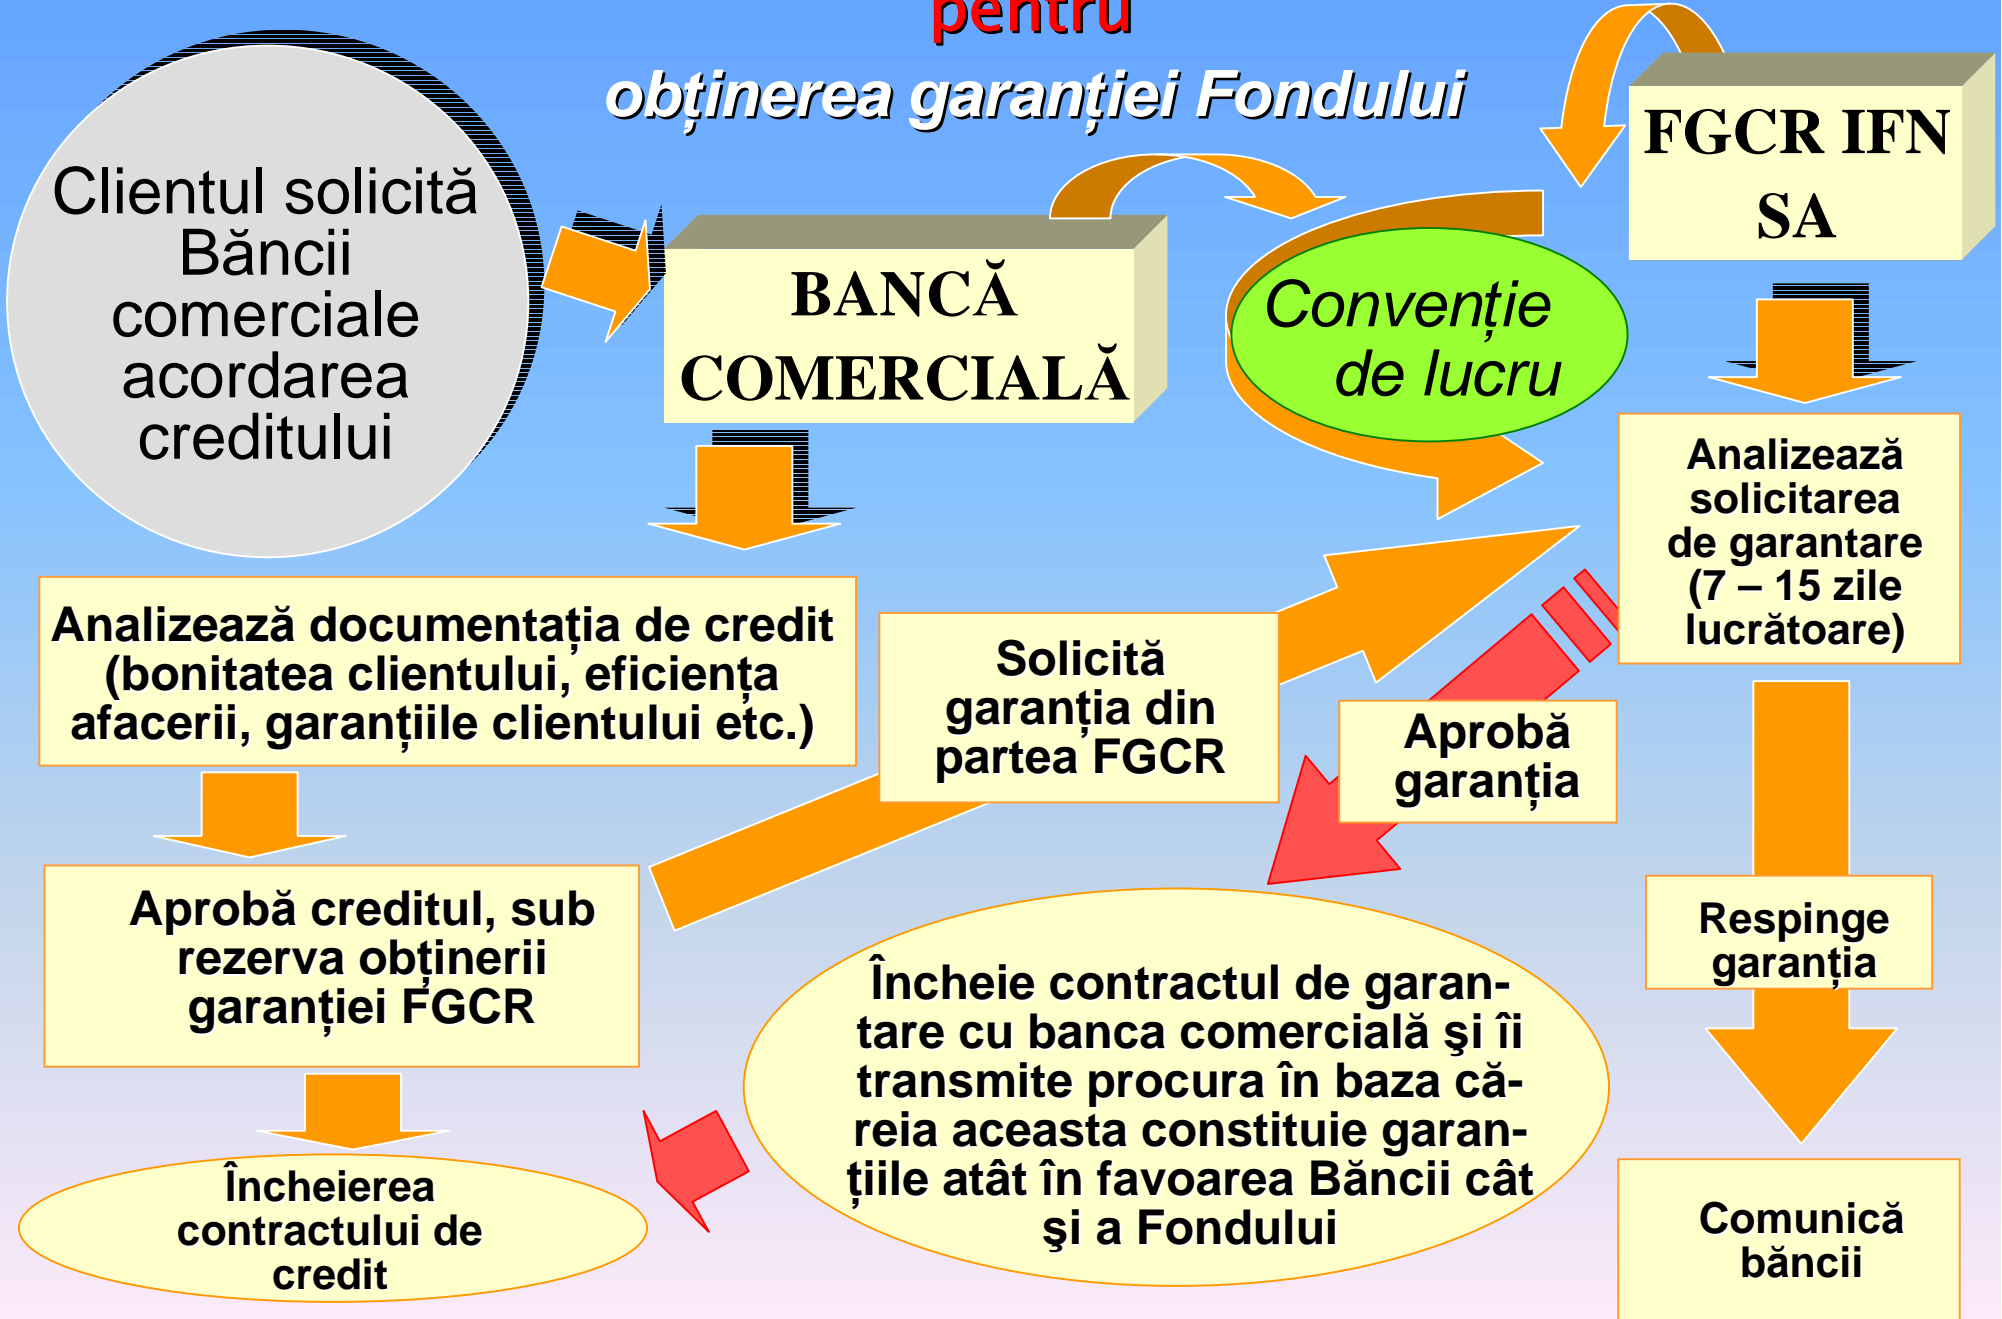 pentru
obținerea garanției Fondului
Clientul solicită
Băncii
comerciale
acordarea
creditului
BANCĂ
COMERCIALĂ
Convenție
de lucru
FGCR IFN
SA
Analizează
solicitarea
de garantare
(7 – 15 zile
lucrătoare)
Analizează documentația de credit
(bonitatea clientului, eficiența
afacerii, garanțiile clientului etc.)
Solicită
garanția din
partea FGCR
Aprobă
garanția
Aprobă creditul, sub
rezerva obținerii
garanției FGCR
Respinge
garanția
Încheie contractul de garan-
tare cu banca comercială şi îi
transmite procura în baza că-
reia aceasta constituie garan-
țiile atât în favoarea Băncii cât
şi a Fondului
Încheierea
contractului de
credit
Comunică
băncii